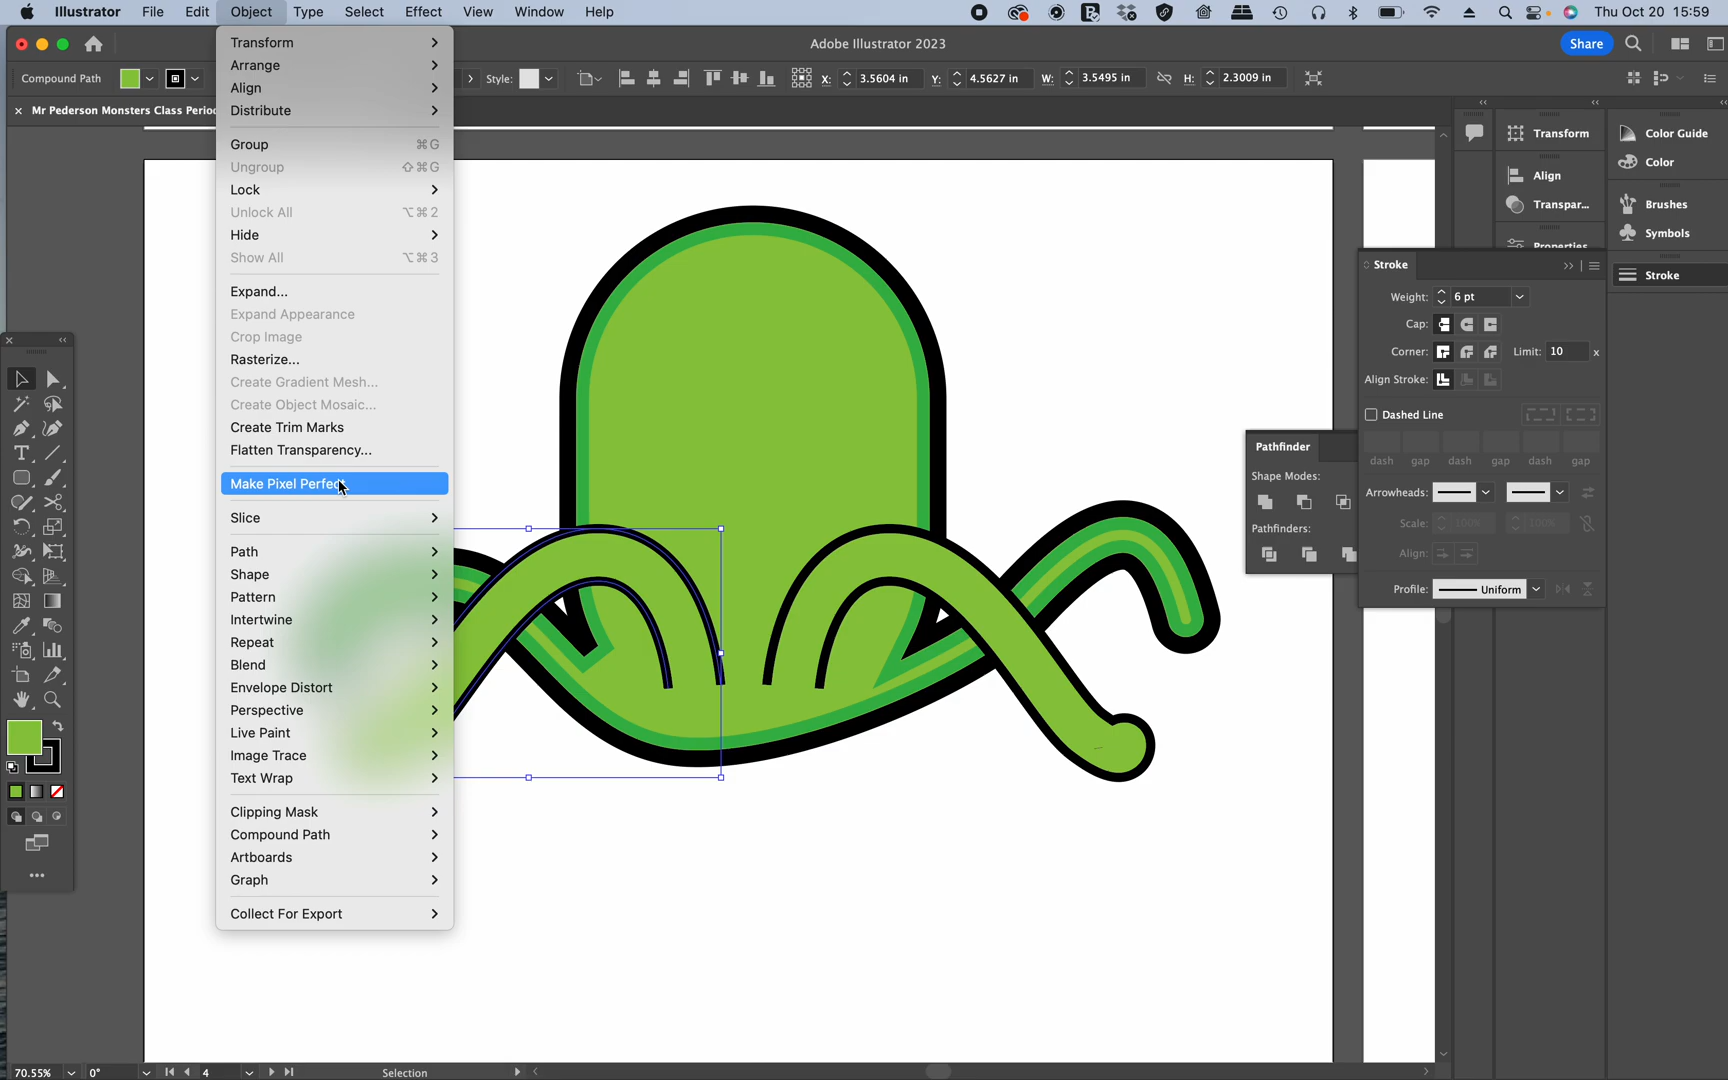 Illustrator File Edit Object Type Select Effect View Window Help Thu Oct 20 15:59
Adobe Illustrator 2023 Share
Compound Path Style: X: 3.5604 in Y: 4.5627 in W: 3.5495 in H: 2.3009 in
Mr Pederson Monsters Class Perio
Transform
Arrange
Align
Distribute
Group ⌘G
Ungroup ⇧⌘G
Lock
Unlock All ⌥⌘2
Hide
Show All ⌥⌘3
Expand...
Expand Appearance
Crop Image
Rasterize...
Create Gradient Mesh...
Create Object Mosaic...
Create Trim Marks
Flatten Transparency...
Make Pixel Perfect
Slice
Path
Shape
Pattern
Intertwine
Repeat
Blend
Envelope Distort
Perspective
Live Paint
Image Trace
Text Wrap
Clipping Mask
Compound Path
Artboards
Graph
Collect For Export
Transform
Align
Transpar...
Properties
Color Guide
Color
Brushes
Symbols
Stroke
Stroke
Weight: 6 pt
Cap:
Corner: Limit: 10 x
Align Stroke:
Dashed Line
dash gap dash gap dash gap
Arrowheads:
Scale: 100% 100%
Align:
Profile: Uniform
Pathfinder
Shape Modes:
Pathfinders:
70.55% 0° 4 Selection